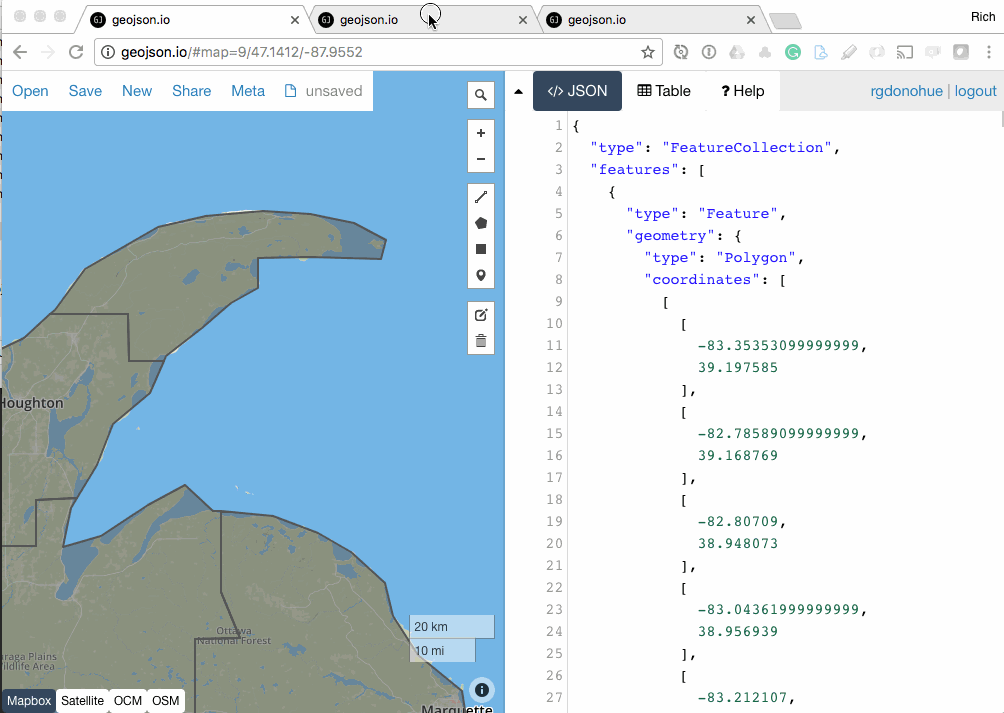 geojson.io
geojson.io
geojson.io
Rich
geojson.io/#map=9/47.1412/-87.9552
Open Save New Share Meta unsaved
</> JSON Table ? Help rgdonohue | logout
1 {
2 "type": "FeatureCollection",
3 "features": [
4 {
5 "type": "Feature",
6 "geometry": {
7 "type": "Polygon",
8 "coordinates": [
9 [
10 [
11 -83.35353099999999,
12 39.197585
13 ],
14 [
15 -82.78589099999999,
16 39.168769
17 ],
18 [
19 -82.80709,
20 38.948073
21 ],
22 [
23 -83.04361999999999,
24 38.956939
25 ],
26 [
27 -83.212107,
+
−
Houghton
Ottawa
National Forest
raga Plains
ildlife Area
20 km
10 mi
Marquette
Mapbox Satellite OCM OSM